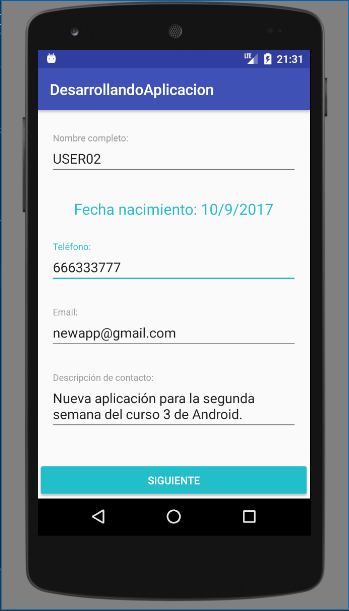 LTE 21:31
DesarrollandoAplicacion
Nombre completo:
USER02
Fecha nacimiento: 10/9/2017
Teléfono:
666333777
Email:
newapp@gmail.com
Descripción de contacto:
Nueva aplicación para la segunda
semana del curso 3 de Android.
SIGUIENTE